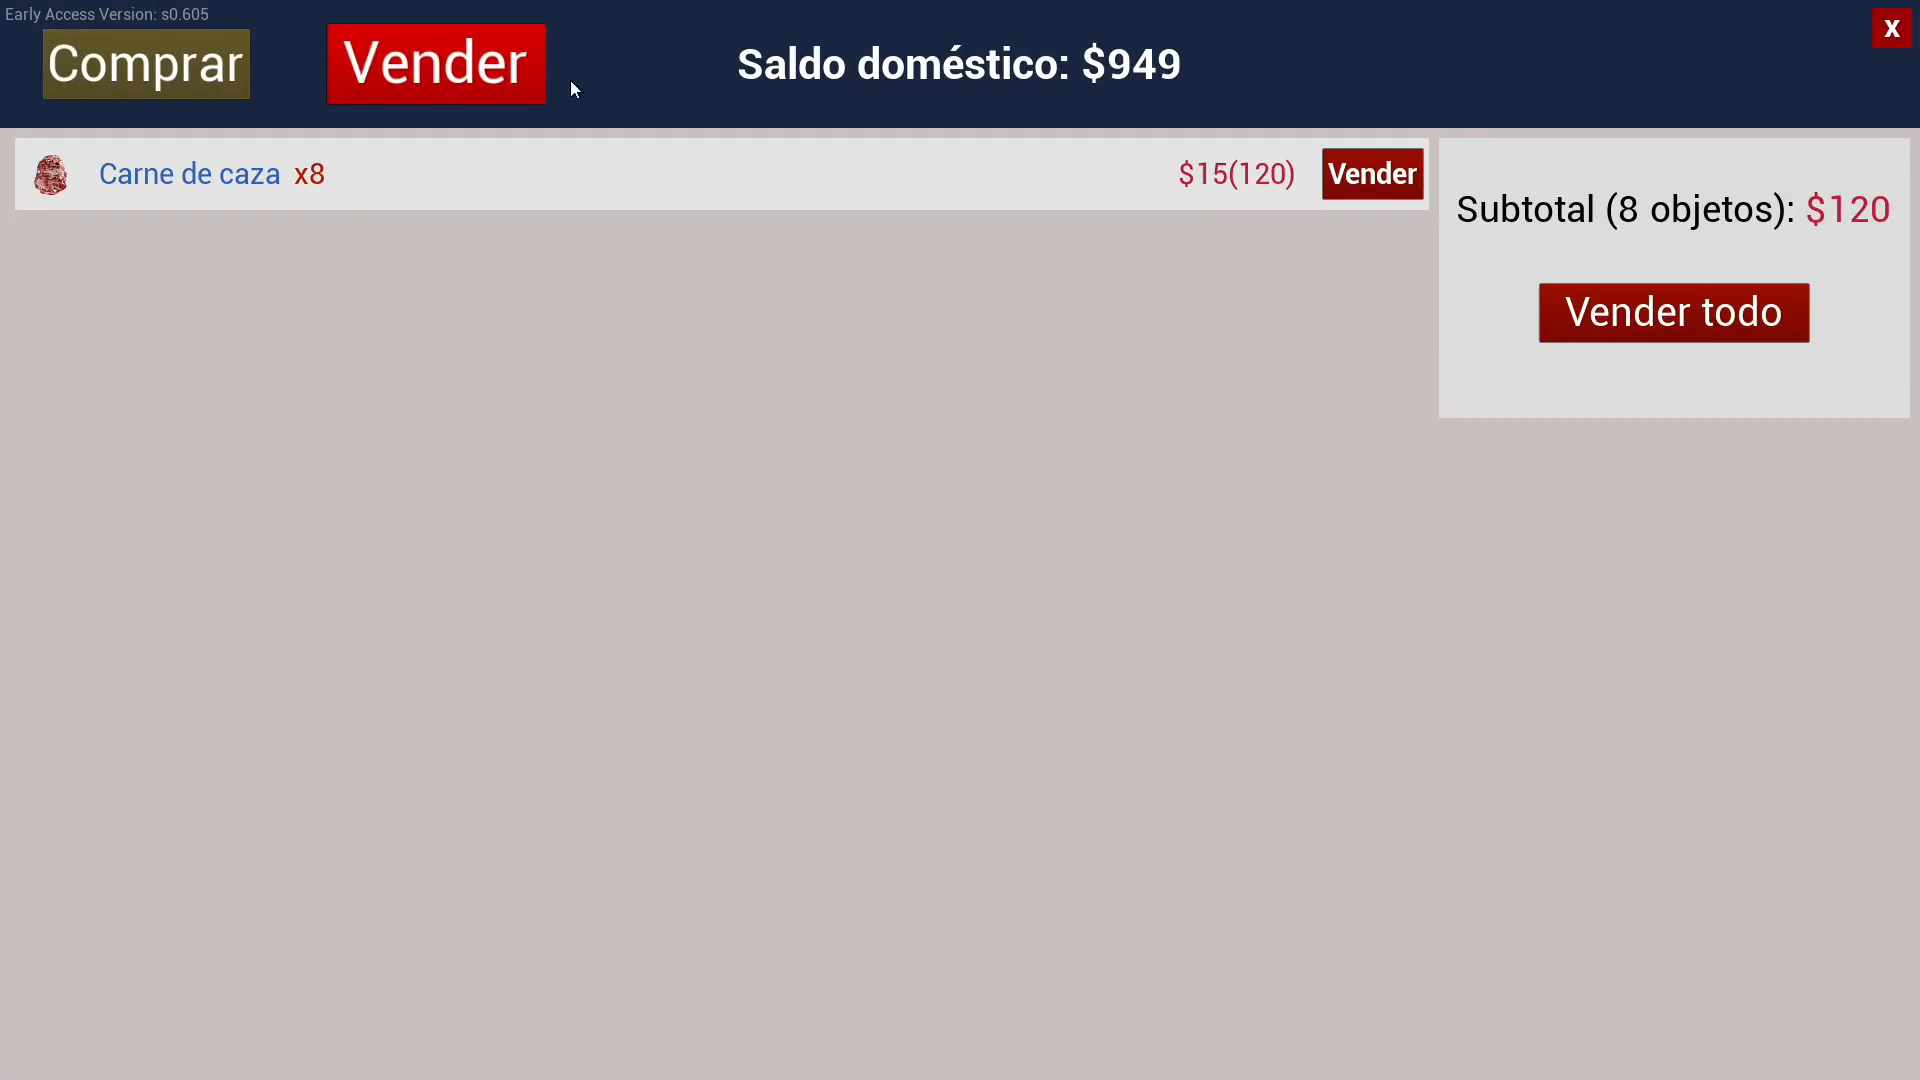 Early Access Version: s0.605
Comprar
Vender
Saldo doméstico: $949
X
Carne de caza x8
$15(120)
Vender
Subtotal (8 objetos): $120
Vender todo